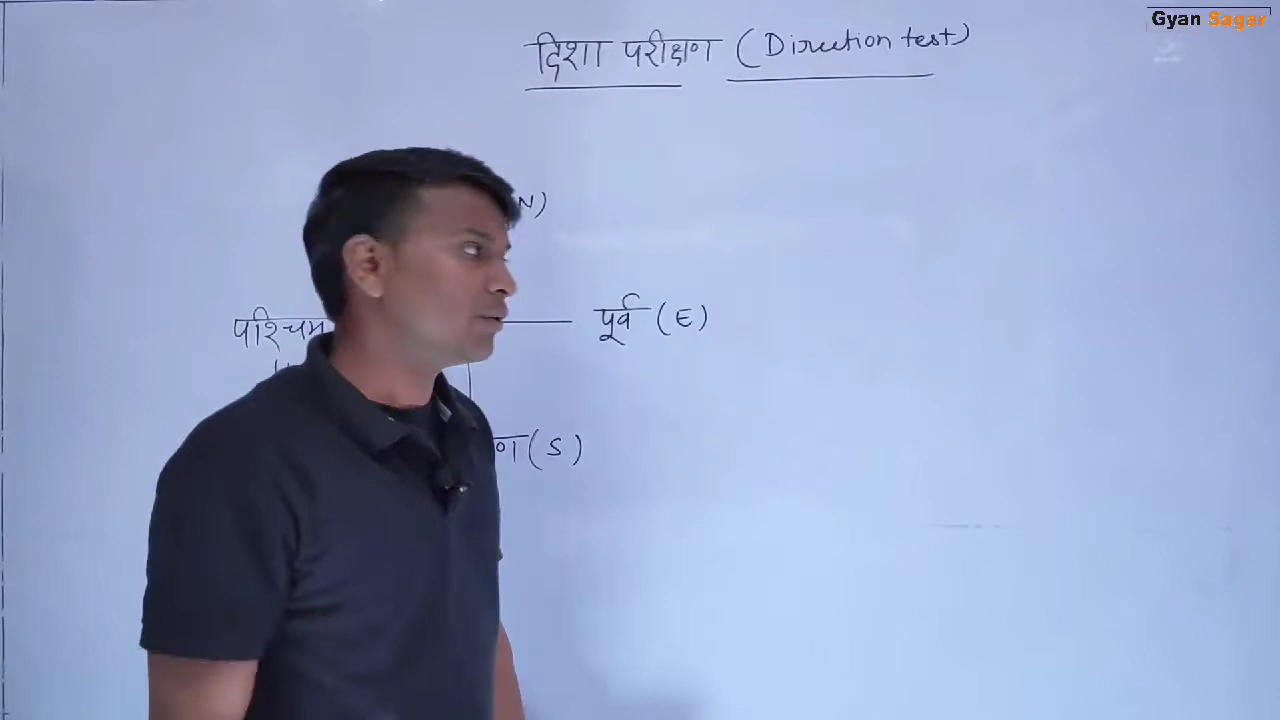 Gyan Sagar
दिशा परीक्षण (Direction test)
N)
पश्चिम पूर्व (E)
ण (S)